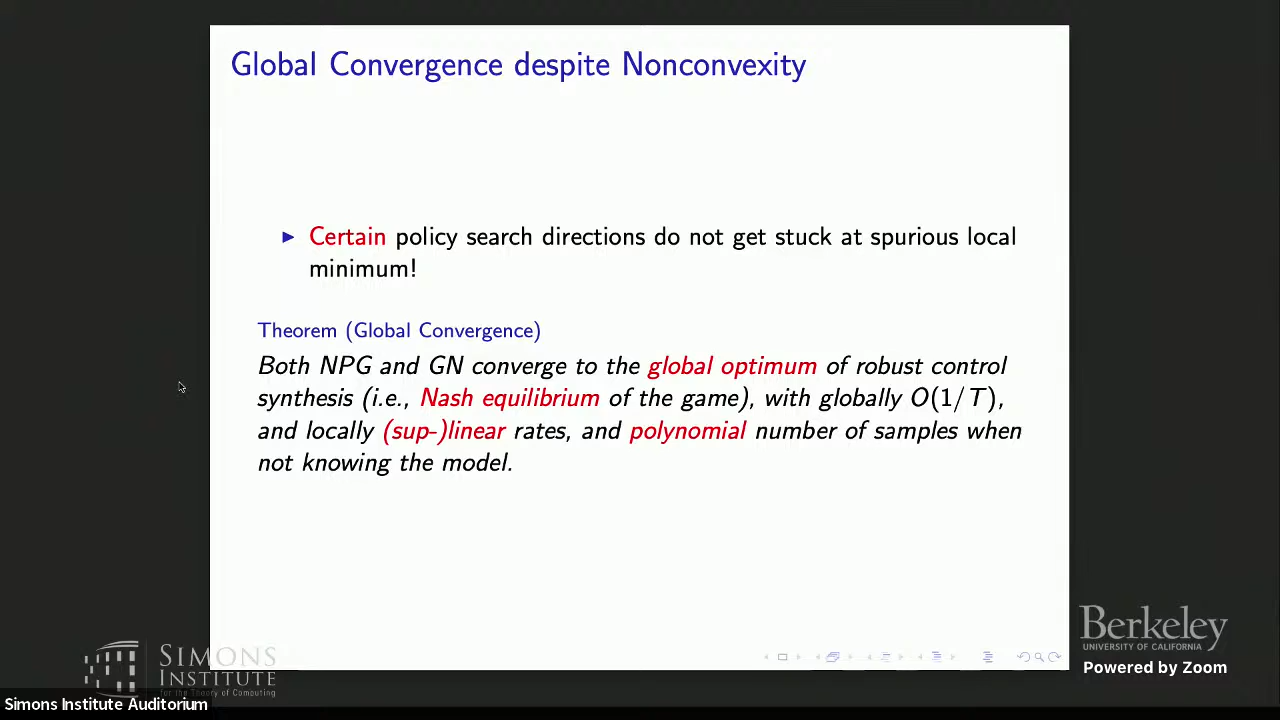 Global Convergence despite Nonconvexity
Certain policy search directions do not get stuck at spurious local
minimum!
Theorem (Global Convergence)
Both NPG and GN converge to the global optimum of robust control
synthesis (i.e., Nash equilibrium of the game), with globally O(1/T),
and locally (sup-)linear rates, and polynomial number of samples when
not knowing the model.
SIMONS
INSTITUTE
for the Theory of Computing
Berkeley
UNIVERSITY OF CALIFORNIA
Powered by Zoom
Simons Institute Auditorium